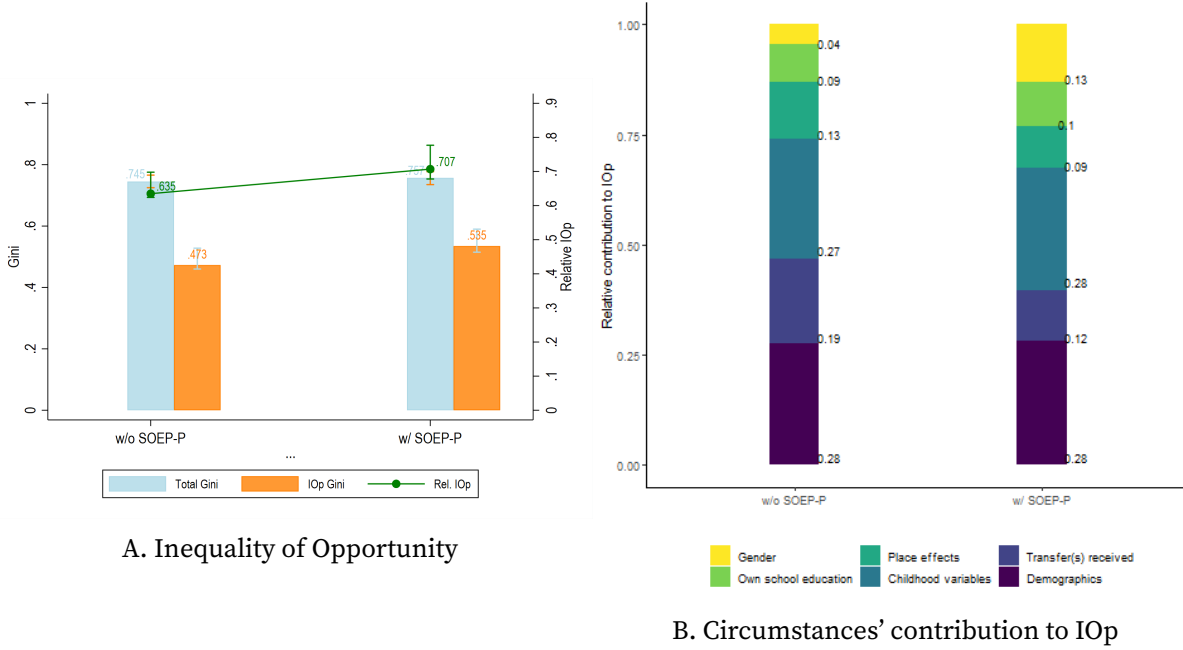 1
.8
.6
.4
.2
0
Gini
.9
.8
.7
.6
.5
.4
.3
.2
.1
0
Relative IOp
.745
.635
.473
.757
.707
.535
w/o SOEP-P
w/ SOEP-P
...
Total Gini
IOp Gini
Rel. IOp
A. Inequality of Opportunity
1.00
0.75
0.50
0.25
0.00
Relative contribution to IOp
0.04
0.09
0.13
0.27
0.19
0.28
0.13
0.1
0.09
0.28
0.12
0.28
w/o SOEP-P
w/ SOEP-P
Gender
Place effects
Transfer(s) received
Own school education
Childhood variables
Demographics
B. Circumstances’ contribution to IOp